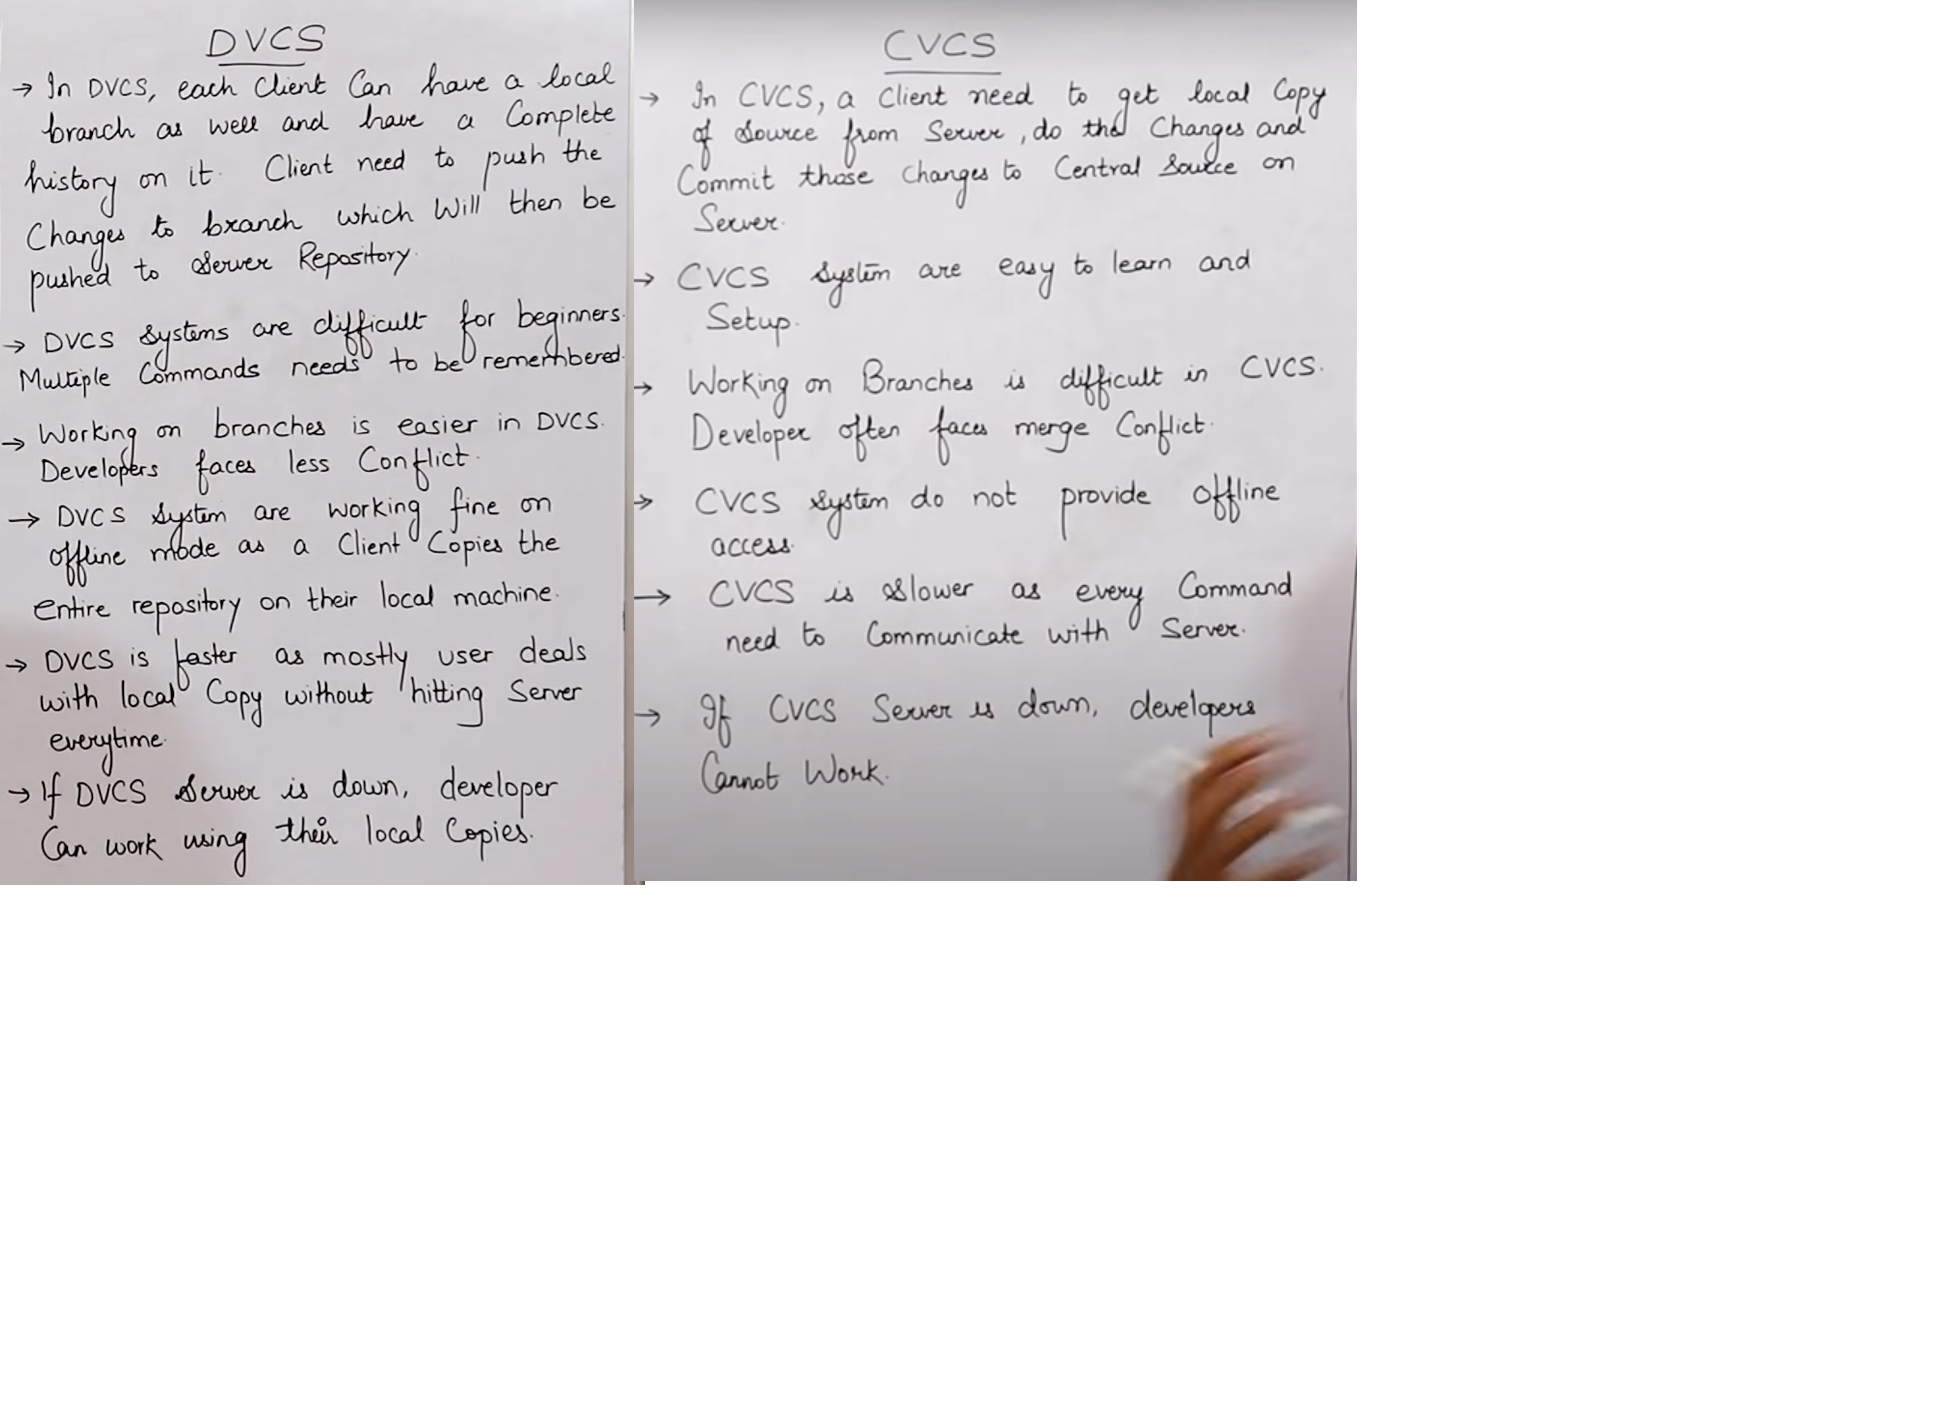 DVCS
→ In DVCS, each Client Can have a local
branch as well and have a Complete
history on it. Client need to push the
Changes to branch which Will then be
pushed to Server Repository.
→ DVCS Systems are difficult for beginners.
Multiple Commands needs to be remembered.
→ Working on branches is easier in DVCS.
Developers faces less Conflict.
→ DVCS System are working fine on
offline mode as a Client Copies the
entire repository on their local machine.
→ DVCS is faster as mostly user deals
with local Copy without hitting Server
everytime.
→ If DVCS Server is down, developer
Can work using their local Copies.
CVCS
→ In CVCS, a Client need to get local Copy
of Source from Server, do the Changes and
Commit those Changes to Central Source on
Server.
→ CVCS System are easy to learn and
Setup.
→ Working on Branches is difficult in CVCS.
Developer often faces merge Conflict.
→ CVCS System do not provide offline
access.
→ CVCS is Slower as every Command
need to Communicate with Server.
→ If CVCS Server is down, developers
Cannot Work.